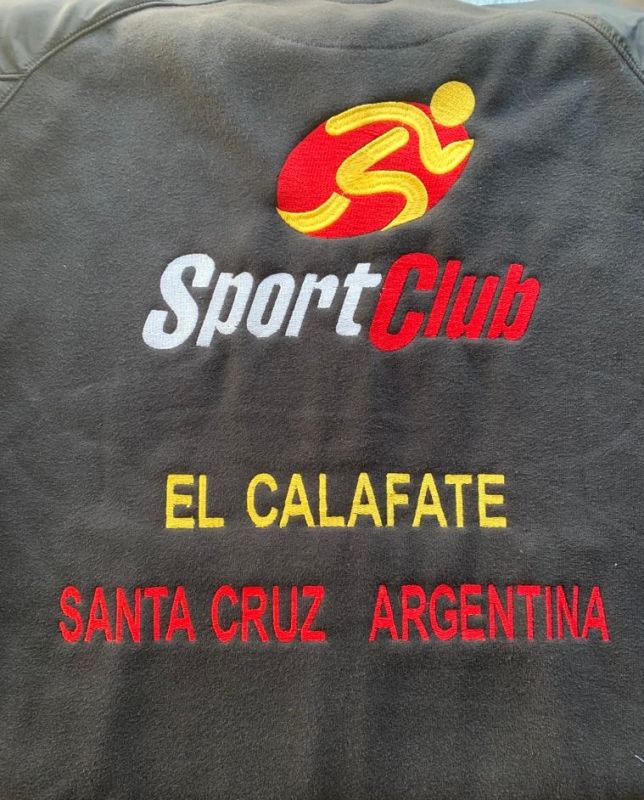 SportClub
EL CALAFATE
SANTA CRUZ ARGENTINA